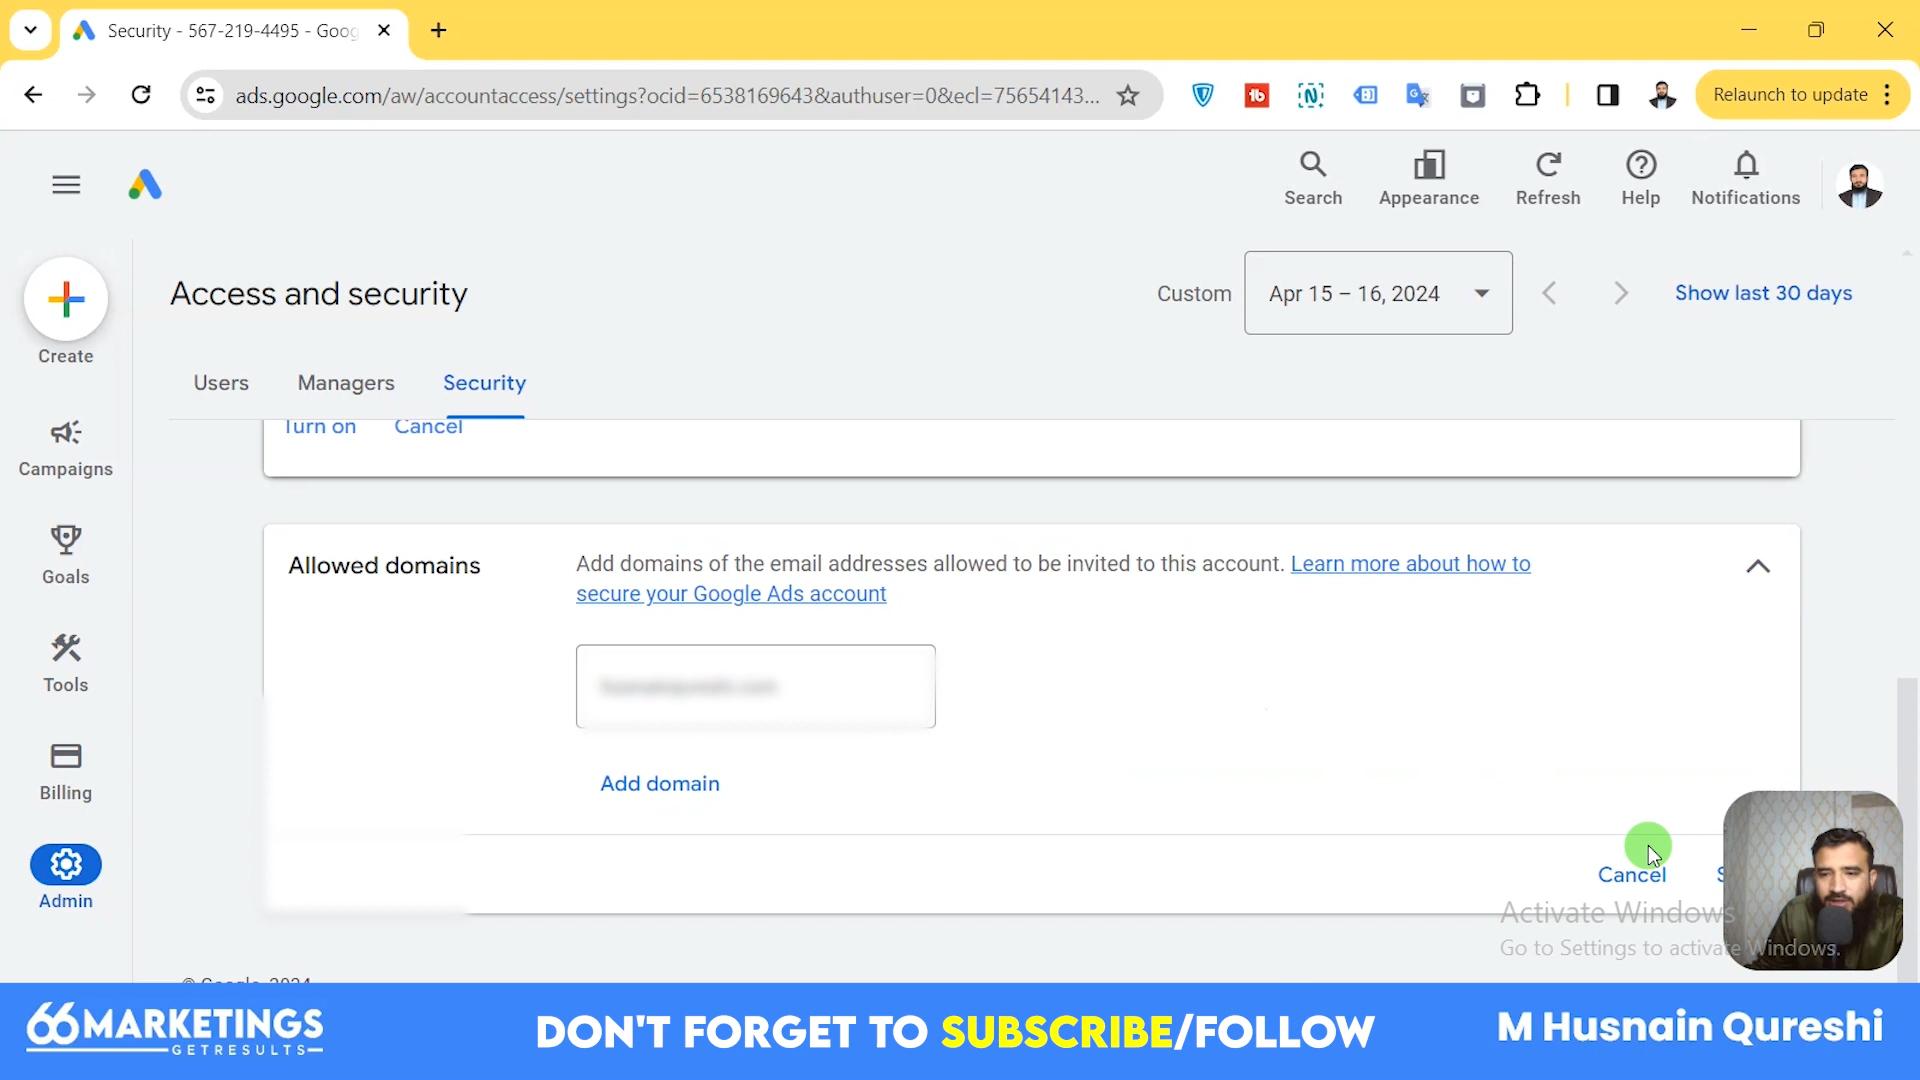 Security - 567-219-4495 - Goog
ads.google.com/aw/accountaccess/settings?ocid=6538169643&authuser=0&ecl=75654143...
Relaunch to update
Search
Appearance
Refresh
Help
Notifications
Create
Access and security
Custom
Apr 15 – 16, 2024
Show last 30 days
Users
Managers
Security
Turn on
Cancel
Campaigns
Allowed domains
Add domains of the email addresses allowed to be invited to this account. Learn more about how to
secure your Google Ads account
Goals
Tools
Add domain
Billing
Cancel
Admin
Activate Windows
Go to Settings to activate Windows.
© Google, 2024
66 MARKETINGS
GETRESULTS
DON'T FORGET TO SUBSCRIBE/FOLLOW
M Husnain Qureshi